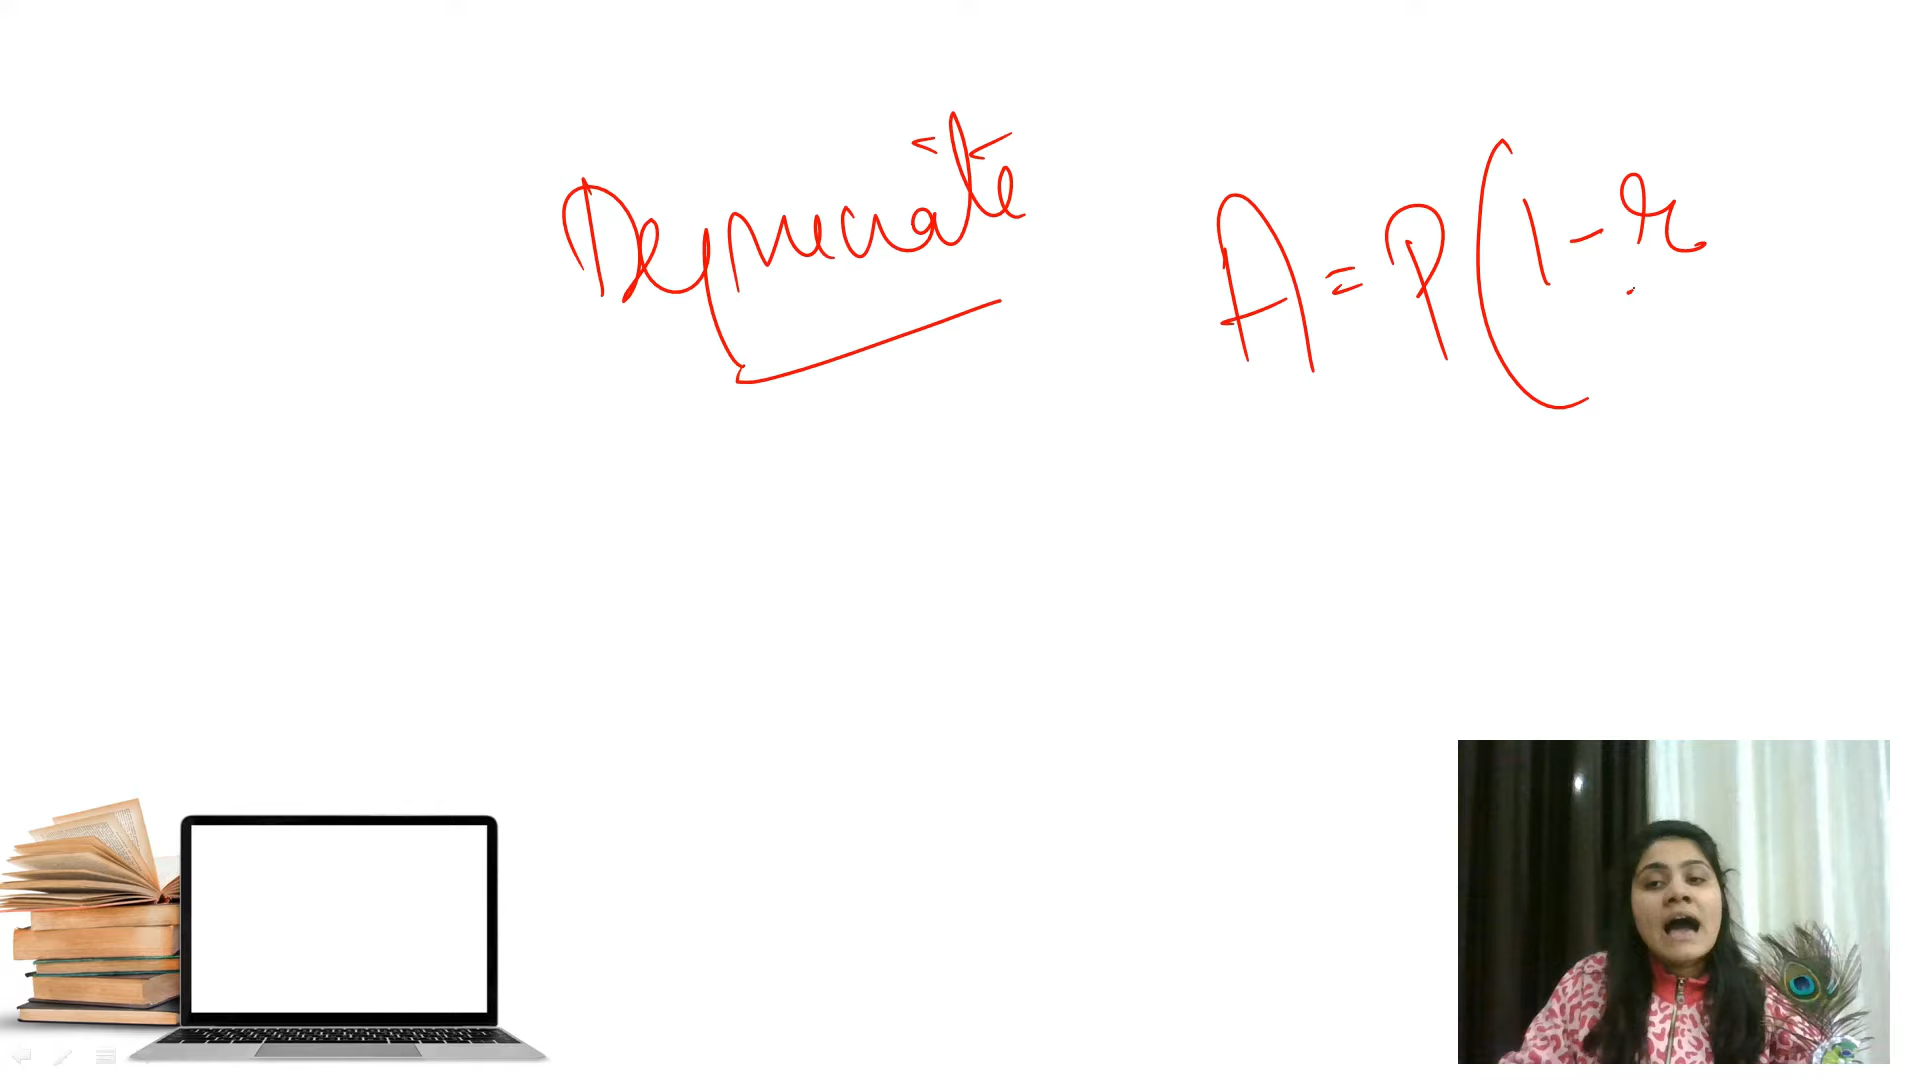 Depreciate
A = P(1 - r